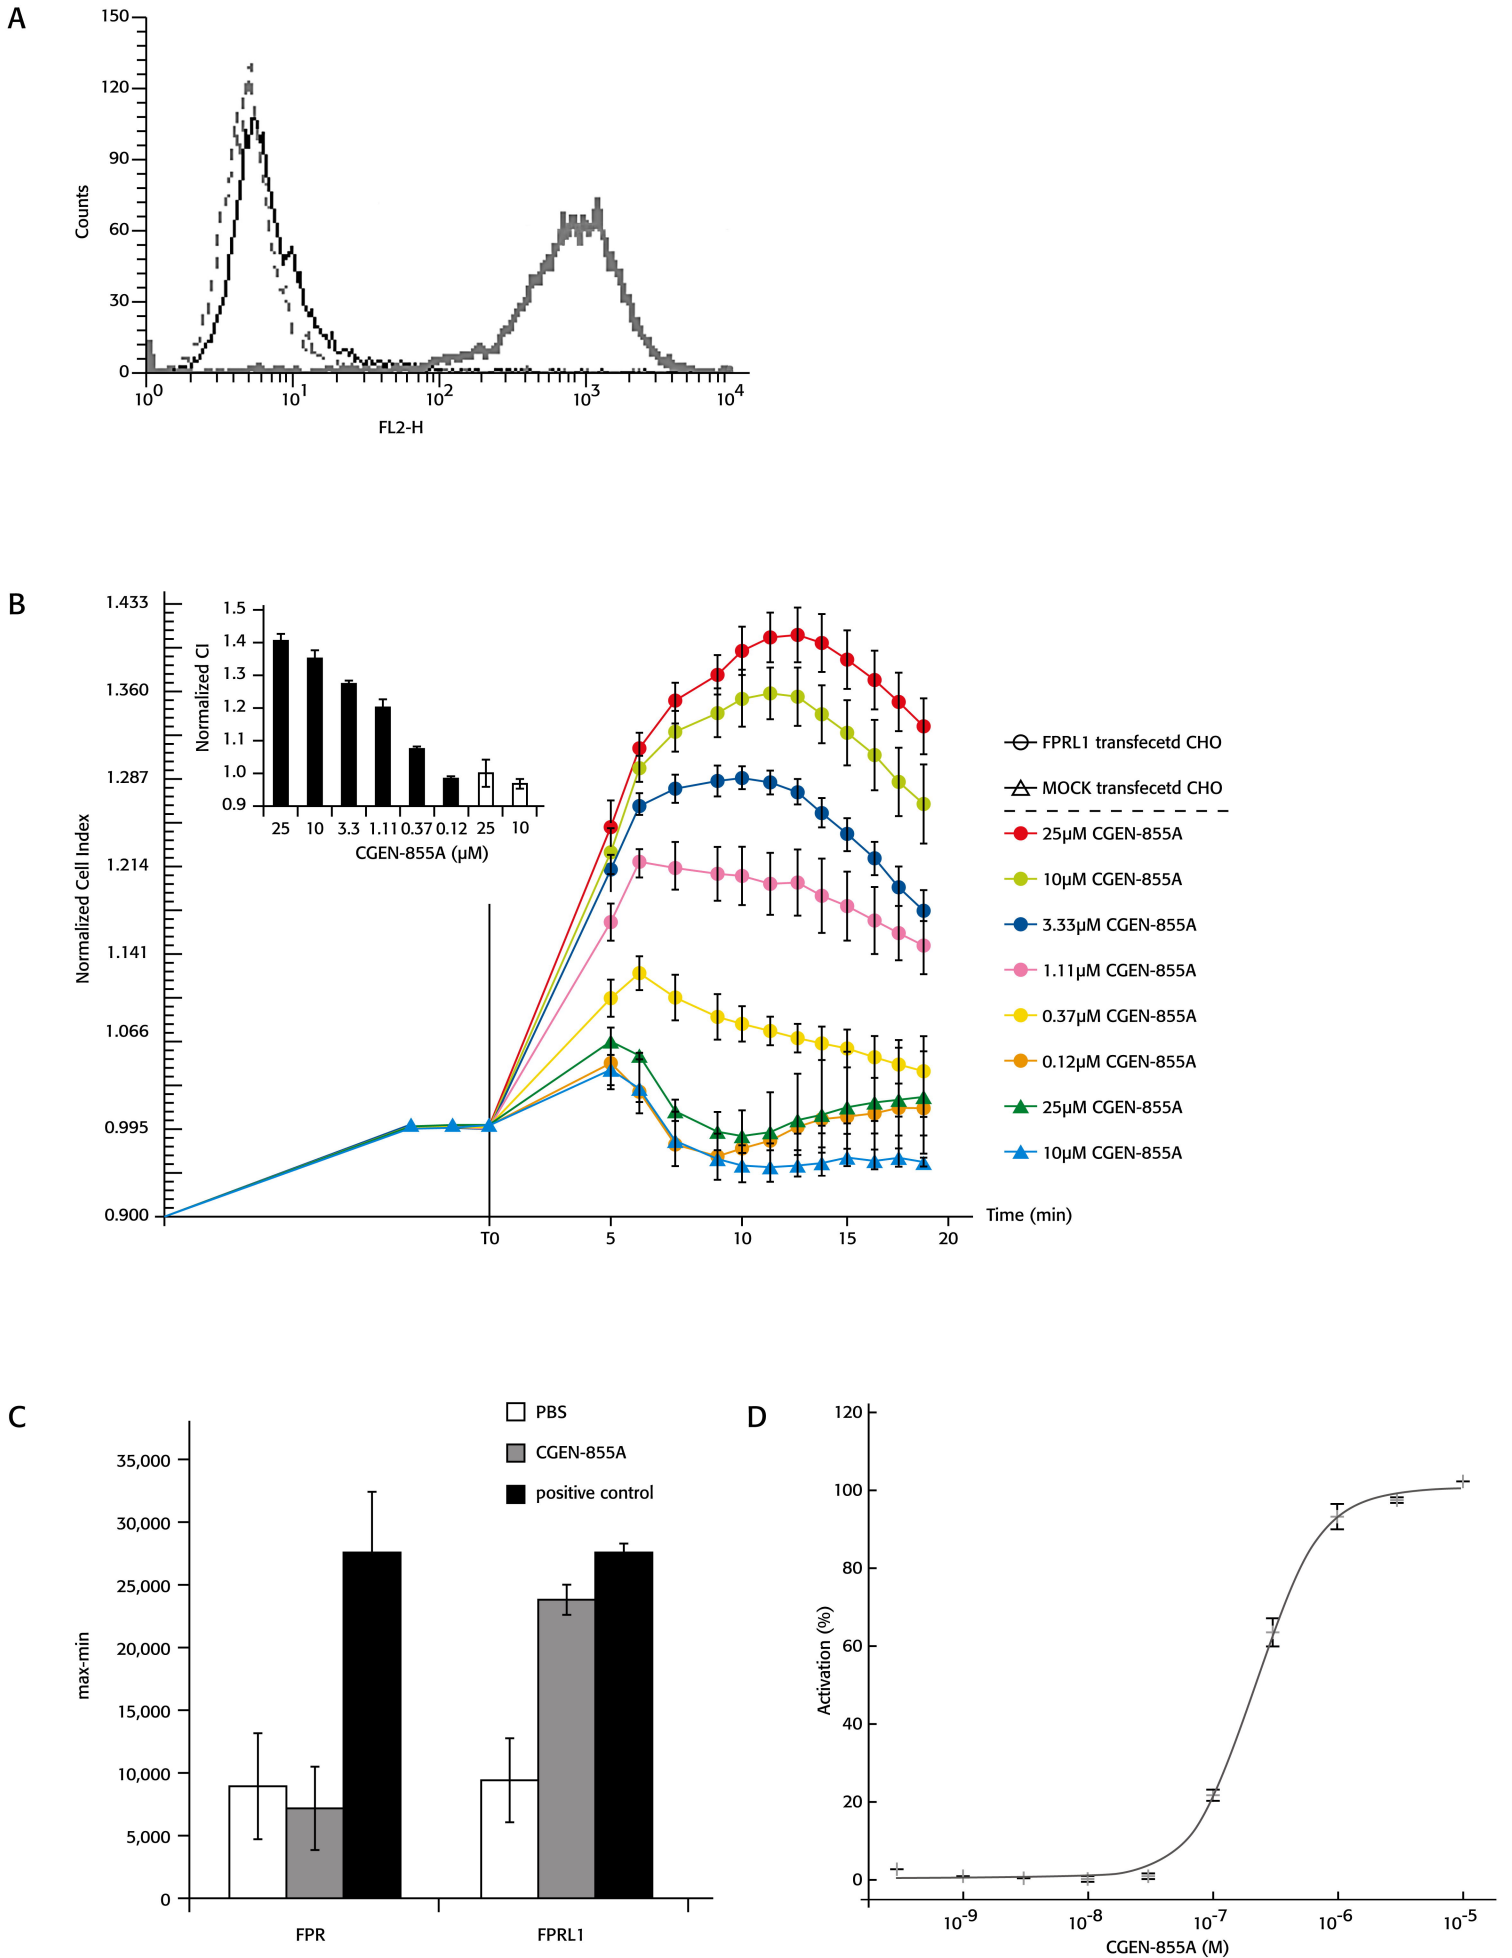 A
150
120
90
60
30
0
Counts
10^0 10^1 10^2 10^3 10^4
FL2-H
B
1.433
1.360
1.287
1.214
1.141
1.066
0.995
0.900
Normalized Cell Index
1.5
1.4
1.3
1.2
1.1
1.0
0.9
Normalized CI
25 10 3.3 1.11 0.37 0.12 25 10
CGEN-855A (µM)
T0 5 10 15 20
Time (min)
FPRL1 transfecetd CHO
MOCK transfecetd CHO
25µM CGEN-855A
10µM CGEN-855A
3.33µM CGEN-855A
1.11µM CGEN-855A
0.37µM CGEN-855A
0.12µM CGEN-855A
25µM CGEN-855A
10µM CGEN-855A
C
PBS
CGEN-855A
positive control
35,000
30,000
25,000
20,000
15,000
10,000
5,000
0
max-min
FPR FPRL1
D
120
100
80
60
40
20
0
Activation (%)
10^-9 10^-8 10^-7 10^-6 10^-5
CGEN-855A (M)